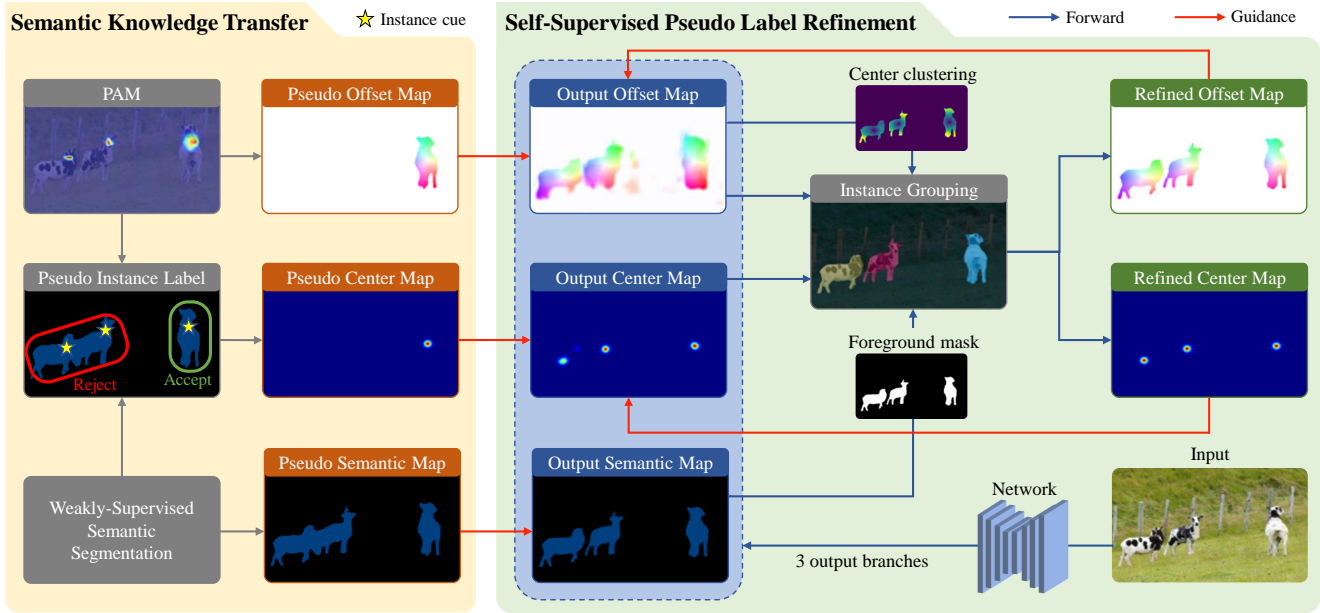 Semantic Knowledge Transfer
Instance cue
PAM
Pseudo Offset Map
Pseudo Instance Label
Reject
Accept
Pseudo Center Map
Weakly-Supervised
Semantic
Segmentation
Pseudo Semantic Map
Self-Supervised Pseudo Label Refinement
Forward
Guidance
Output Offset Map
Center clustering
Refined Offset Map
Instance Grouping
Output Center Map
Refined Center Map
Foreground mask
Output Semantic Map
Input
Network
3 output branches